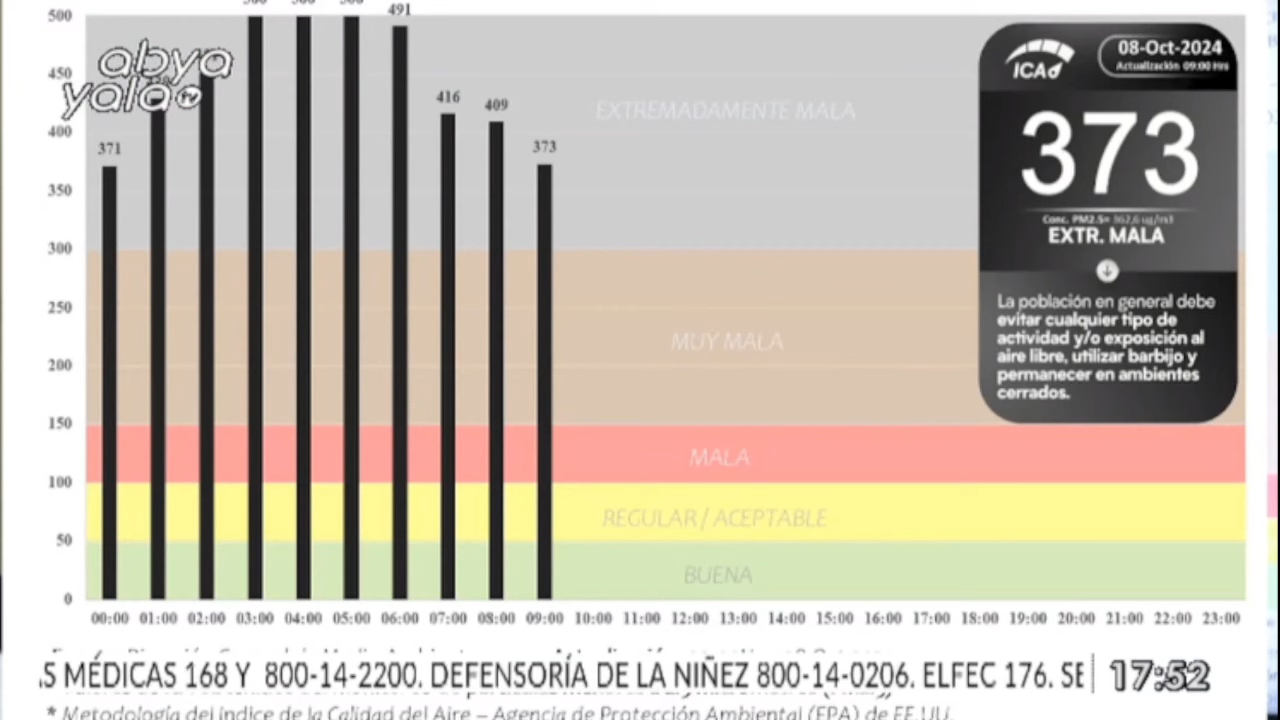 500
450
400
350
300
250
200
150
100
50
0
abya
yala tv
371
491
416
409
373
EXTREMADAMENTE MALA
MUY MALA
MALA
REGULAR / ACEPTABLE
BUENA
ICA
08-Oct-2024
Actualización 09:00 Hrs
373
Conc. PM2.5= 362,6 ug/m3
EXTR. MALA
La población en general debe
evitar cualquier tipo de
actividad y/o exposición al
aire libre, utilizar barbijo y
permanecer en ambientes
cerrados.
00:00 01:00 02:00 03:00 04:00 05:00 06:00 07:00 08:00 09:00 10:00 11:00 12:00 13:00 14:00 15:00 16:00 17:00 18:00 19:00 20:00 21:00 22:00 23:00
S MÉDICAS 168 Y 800-14-2200. DEFENSORÍA DE LA NIÑEZ 800-14-0206. ELFEC 176. SE
17:52
* Metodología del Índice de la Calidad del Aire – Agencia de Protección Ambiental (EPA) de EE.UU.